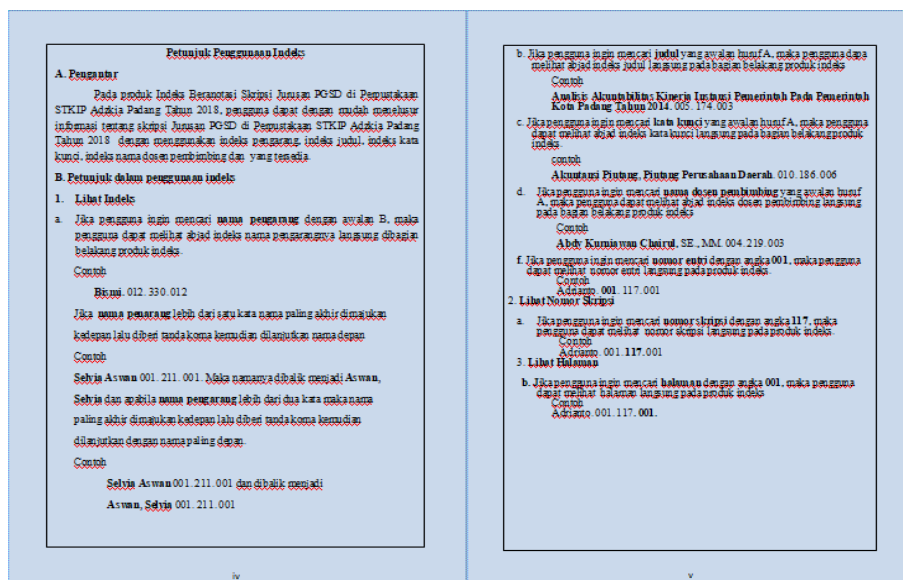 Petunjuk Penggunaan Indeks
A. Pengantar
Pada produk Indeks Beranotasi Skripsi Jurusan PGSD di Perpustakaan
STKIP Adzkia Padang Tahun 2018, pengguna dapat dengan mudah menelusur
informasi tentang skripsi Jurusan PGSD di Perpustakaan STKIP Adzkia Padang
Tahun 2018 dengan menggunakan indeks pengarang, indeks judul, indeks kata
kunci, indeks nama dosen pembimbing dan yang tersedia.
B. Petunjuk dalam penggunaan indeks
1. Lihat Indeks
a. Jika pengguna ingin mencari nama pengarang dengan awalan B, maka
pengguna dapat melihat abjad indeks nama pengarangnya langsung dibagian
belakang produk indeks.
Contoh
Bismi. 012. 330. 012
Jika nama penarang lebih dari satu kata nama paling akhir dimajukan
kedepan lalu diberi tanda koma kemudian dilanjutkan nama depan
Contoh
Selvia Aswan 001. 211. 001. Maka namanya dibalik menjadi Aswan,
Selvia dan apabila nama pengarang lebih dari dua kata maka nama
paling akhir dimajukan kedepan lalu diberi tanda koma kemudian
dilanjutkan dengan nama paling depan.
Contoh
Selvia Aswan 001. 211. 001 dan dibalik menjadi
Aswan, Selvia 001. 211. 001
iv
b. Jika pengguna ingin mencari judul yang awalan huruf A, maka pengguna dapa
melihat abjad indeks judul langsung pada bagian belakang produk indeks
Contoh
Analisis Akuntabilitas Kinerja Instansi Pemerintah Pada Pemerintah
Kota Padang Tahun 2014. 005. 174. 003
c. Jika pengguna ingin mencari kata kunci yang awalan huruf A, maka pengguna
dapat melihat abjad indeks kata kunci langsung pada bagian belakang produk
indeks.
contoh
Akuntansi Piutang, Piutang Perusahaan Daerah. 010. 186. 006
d. Jika pengguna ingin mencari nama dosen pembimbing yang awalan huruf
A, maka pengguna dapat melihat abjad indeks dosen pembimbing langsung
pada bagian belakang produk indeks
Contoh
Abdy Kurniawan Chairul, SE., MM. 004. 219. 003
f. Jika pengguna ingin mencari nomor entri dengan angka 001, maka pengguna
dapat melihat nomor entri langsung pada produk indeks.
Contoh
Adrianto. 001. 117. 001
2. Lihat Nomor Skripsi
a. Jika pengguna ingin mencari nomor skripsi dengan angka 117, maka
pengguna dapat melihat nomor skripsi langsung pada produk indeks.
Contoh
Adrianto. 001. 117. 001
3. Lihat Halaman
b. Jika pengguna ingin mencari halaman dengan angka 001, maka pengguna
dapat melihat halaman langsung pada produk indeks
Contoh
Adrianto. 001. 117. 001.
v